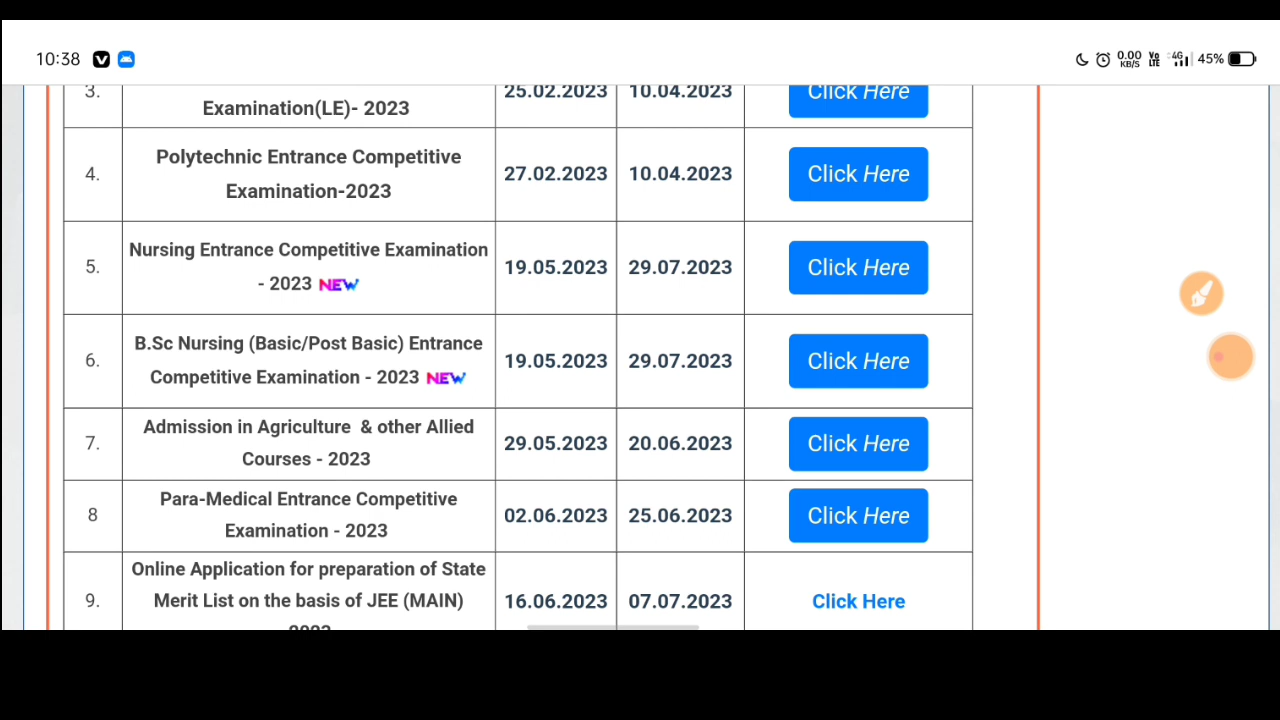 10:38
0.00 KB/S Vo LTE 4G 45%
3. Examination(LE)- 2023 25.02.2023 10.04.2023 Click Here
Polytechnic Entrance Competitive
4. Examination-2023 27.02.2023 10.04.2023 Click Here
Nursing Entrance Competitive Examination
5. - 2023 NEW 19.05.2023 29.07.2023 Click Here
B.Sc Nursing (Basic/Post Basic) Entrance
6. Competitive Examination - 2023 NEW 19.05.2023 29.07.2023 Click Here
Admission in Agriculture & other Allied
7. Courses - 2023 29.05.2023 20.06.2023 Click Here
Para-Medical Entrance Competitive
8 Examination - 2023 02.06.2023 25.06.2023 Click Here
Online Application for preparation of State
9. Merit List on the basis of JEE (MAIN) 16.06.2023 07.07.2023 Click Here